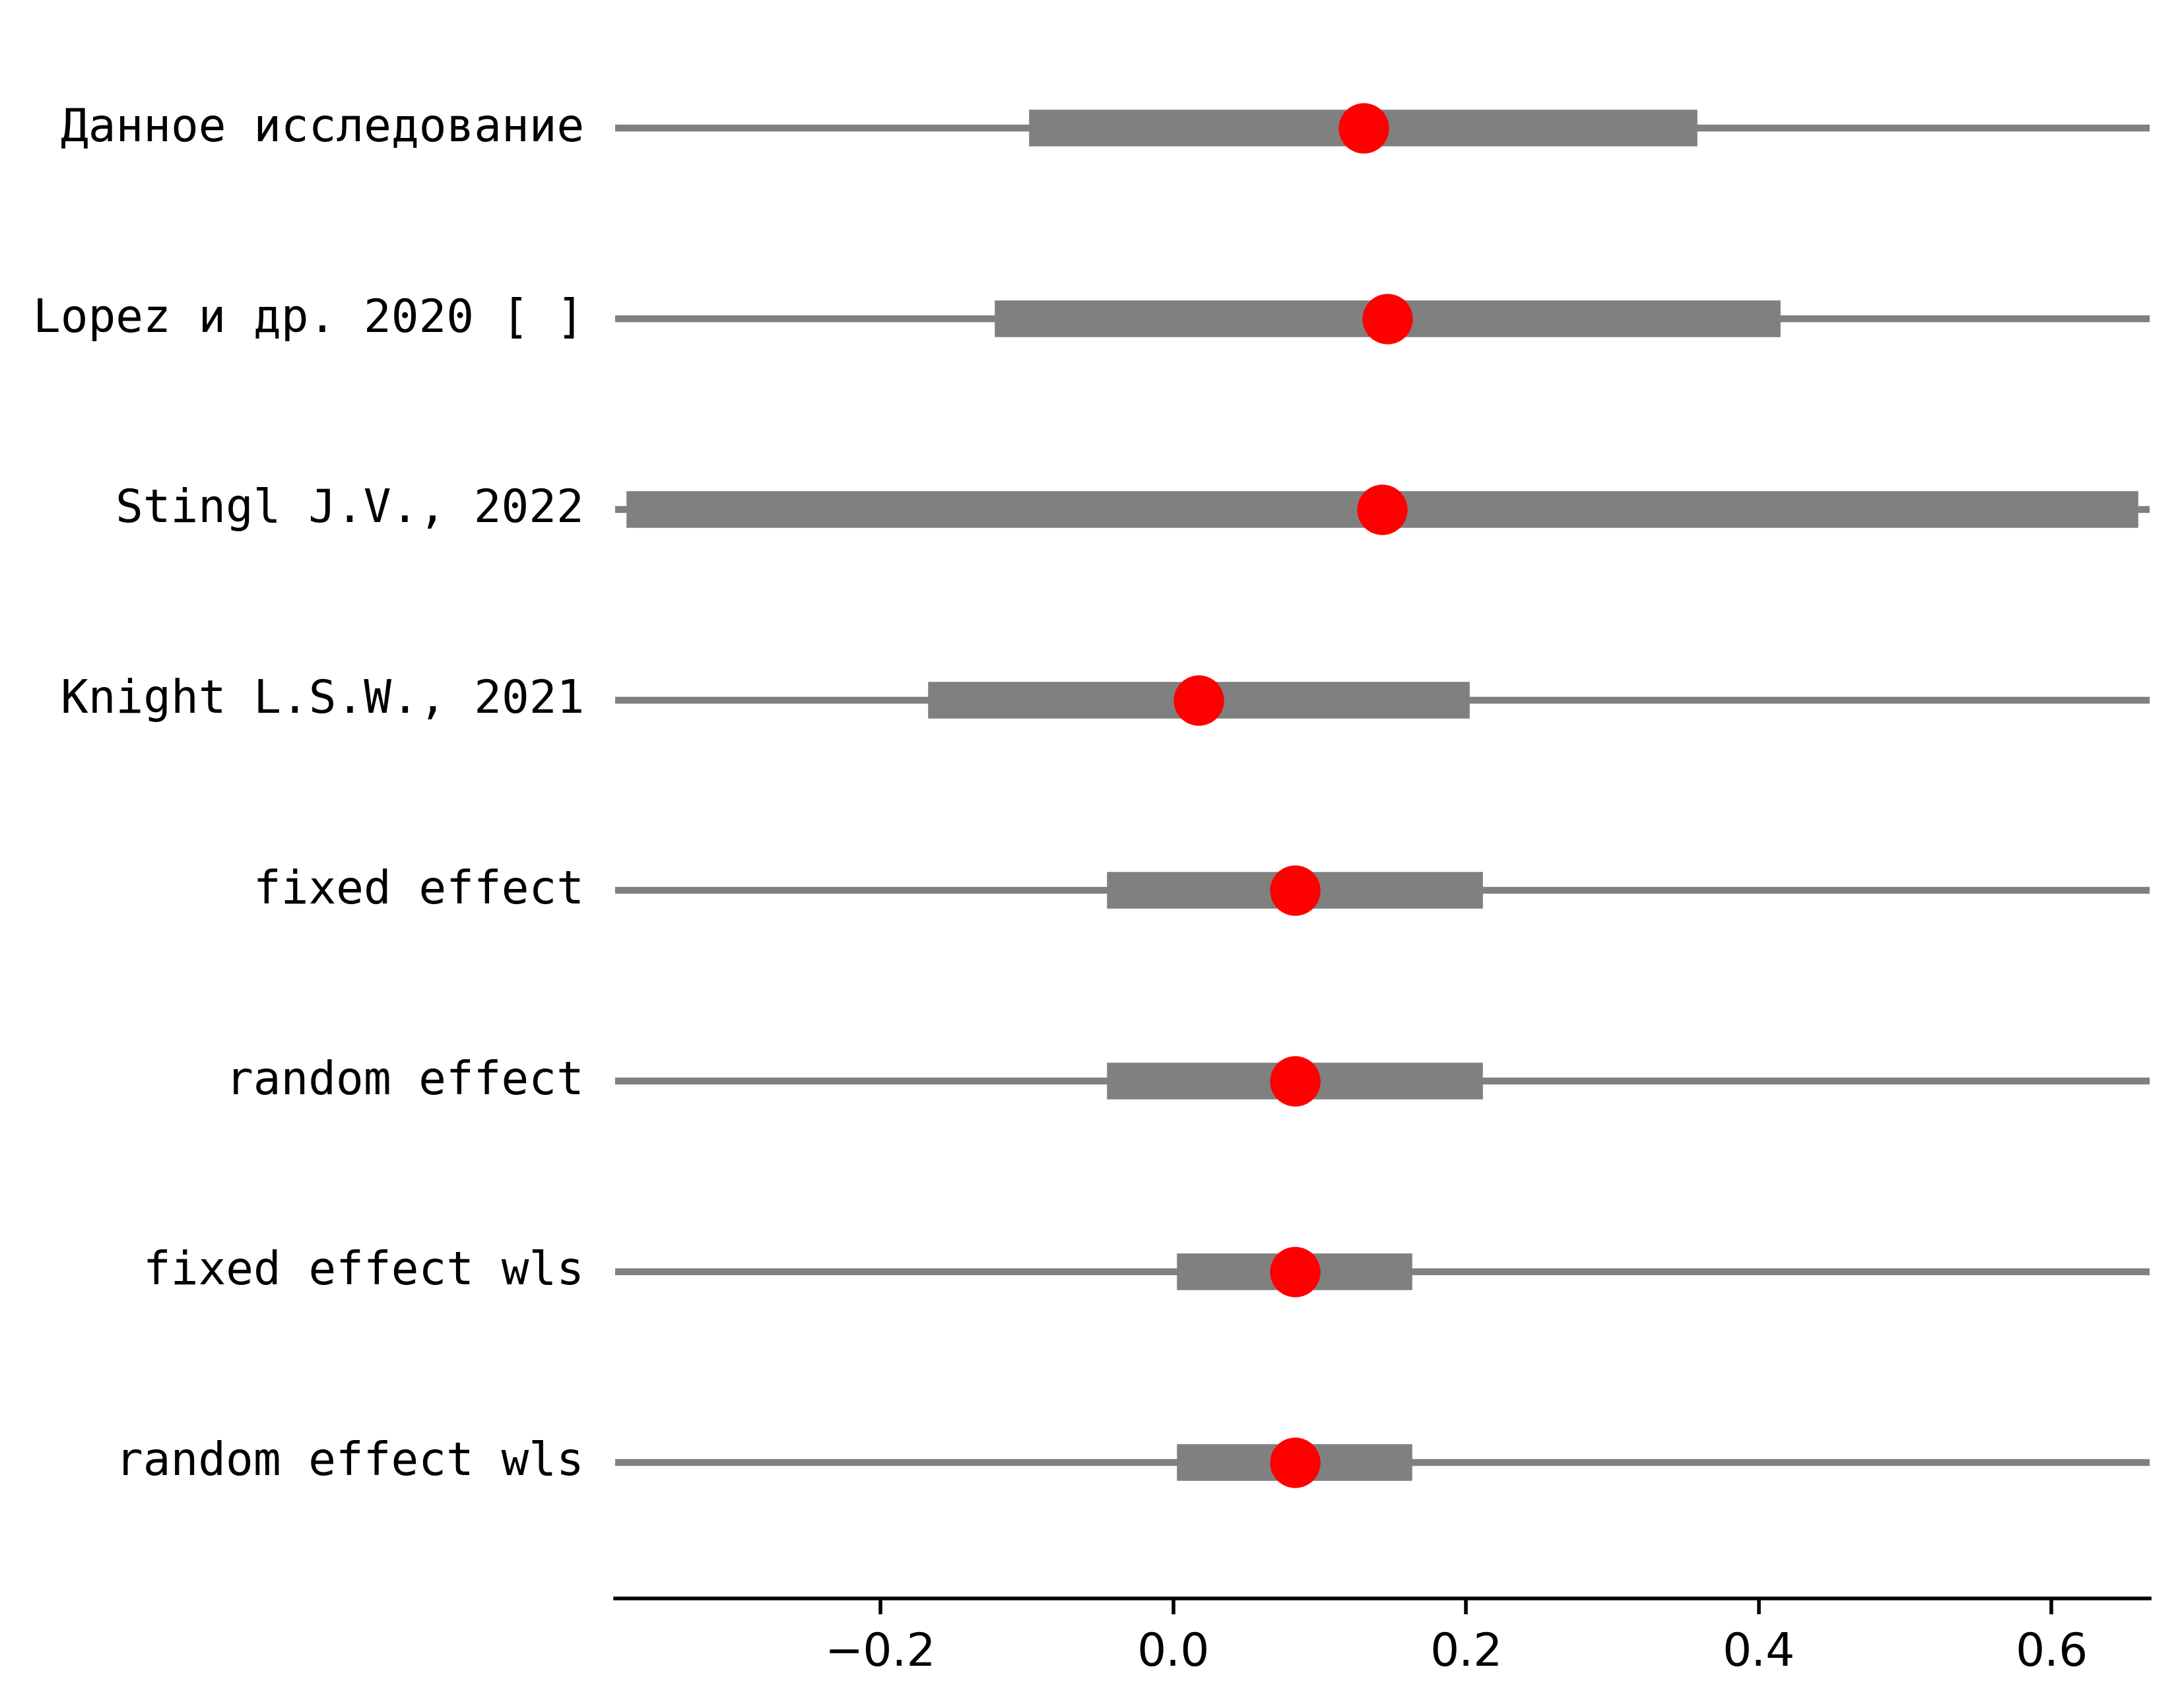 Данное исследование
Lopez и др. 2020 [ ]
Stingl J.V., 2022
Knight L.S.W., 2021
fixed effect
random effect
fixed effect wls
random effect wls
−0.2 0.0 0.2 0.4 0.6